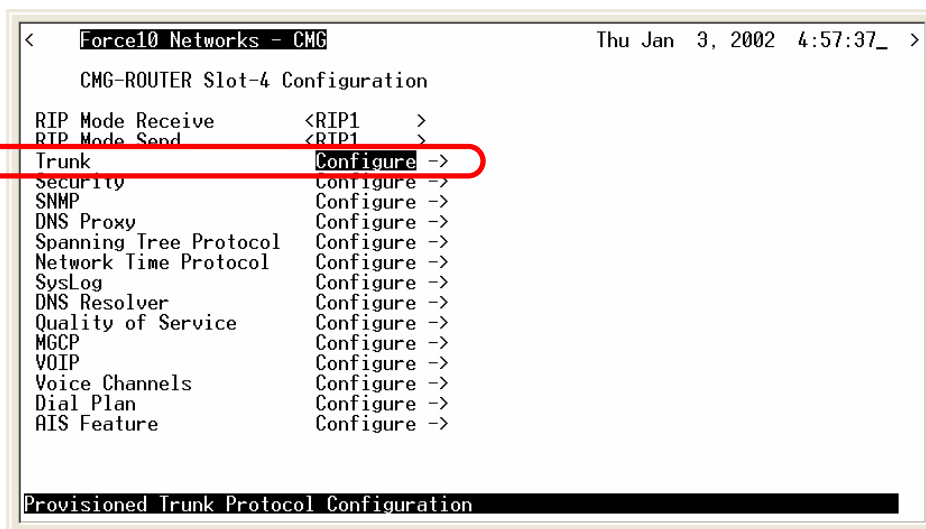 < Force10 Networks - CMG Thu Jan 3, 2002 4:57:37_ >
CMG-ROUTER Slot-4 Configuration
RIP Mode Receive <RIP1 >
RIP Mode Send <RIP1 >
Trunk Configure ->
Security Configure ->
SNMP Configure ->
DNS Proxy Configure ->
Spanning Tree Protocol Configure ->
Network Time Protocol Configure ->
SysLog Configure ->
DNS Resolver Configure ->
Quality of Service Configure ->
MGCP Configure ->
VOIP Configure ->
Voice Channels Configure ->
Dial Plan Configure ->
AIS Feature Configure ->
Provisioned Trunk Protocol Configuration